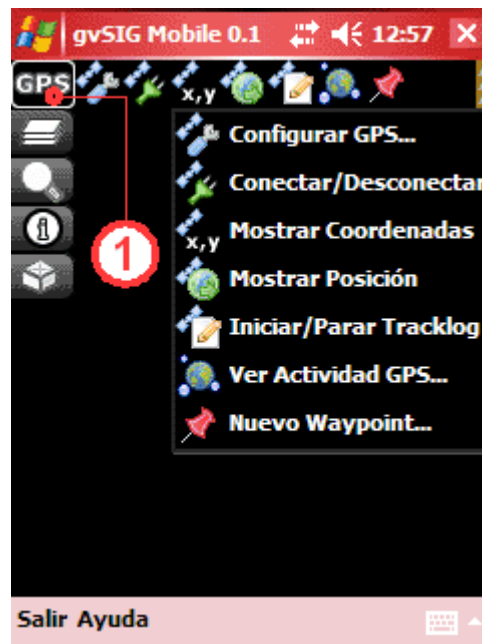 gvSIG Mobile 0.1 12:57
GPS x,y
1
Configurar GPS...
Conectar/Desconectar
x,y Mostrar Coordenadas
Mostrar Posición
Iniciar/Parar Tracklog
Ver Actividad GPS...
Nuevo Waypoint...
Salir Ayuda